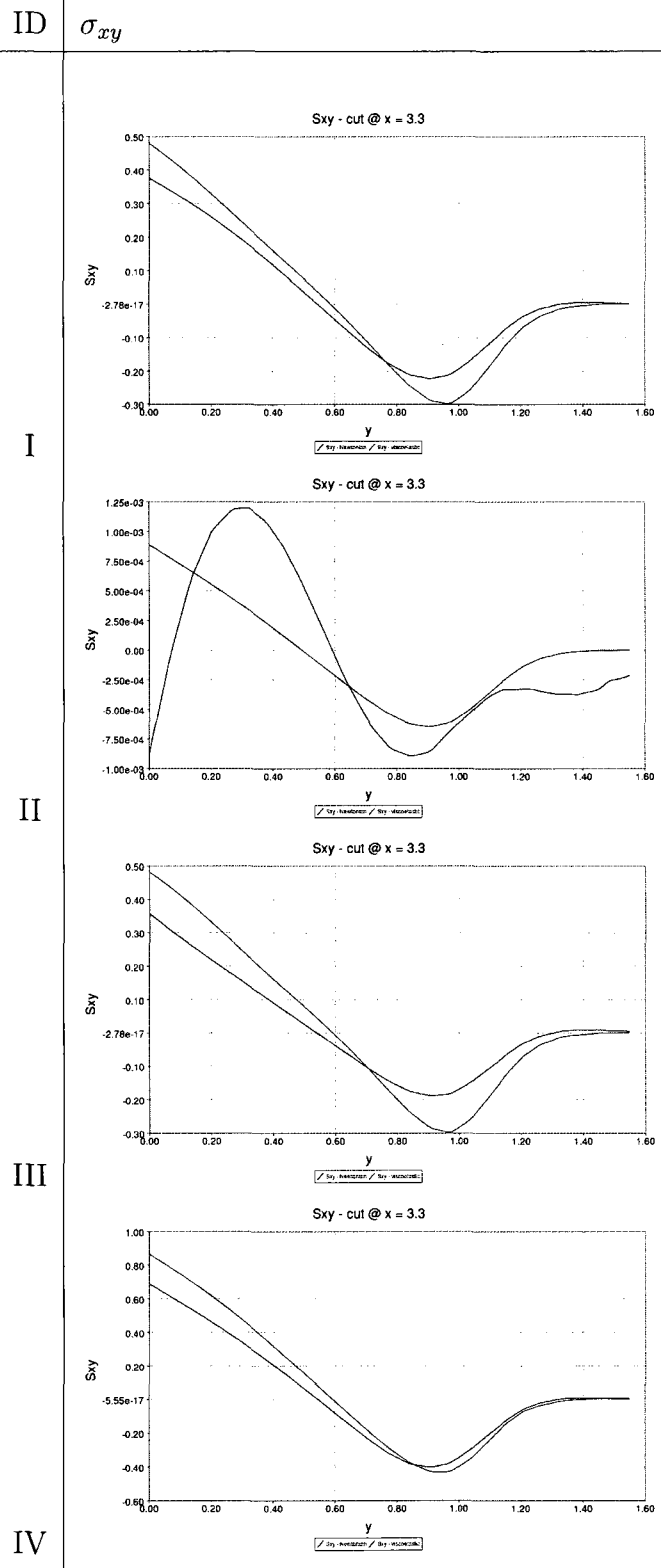 ID σxy
Sxy - cut @ x = 3.3
0.50
0.40
0.20
0.10
-2.78e-17
-0.10
-0.20
-0.30
Sxy
0.00 0.20 0.40 0.60 0.80 1.00 1.20 1.40 1.60
y
I
Sxy - cut @ x = 3.3
1.25e-03
1.00e-03
7.50e-04
5.00e-04
2.50e-04
0.00
-2.50e-04
-5.00e-04
-7.50e-04
-1.00e-03
Sxy
0.00 0.20 0.40 0.60 0.80 1.00 1.20 1.40 1.60
y
II
Sxy - cut @ x = 3.3
0.50
0.30
0.20
0.10
-2.78e-17
-0.10
-0.20
-0.30
Sxy
0.00 0.20 0.40 0.60 0.80 1.00 1.20 1.40 1.60
y
III
Sxy - cut @ x = 3.3
1.00
0.80
0.60
0.40
0.20
-5.55e-17
-0.20
-0.40
-0.60
Sxy
0.00 0.20 0.40 0.60 0.80 1.00 1.20 1.40 1.60
y
IV